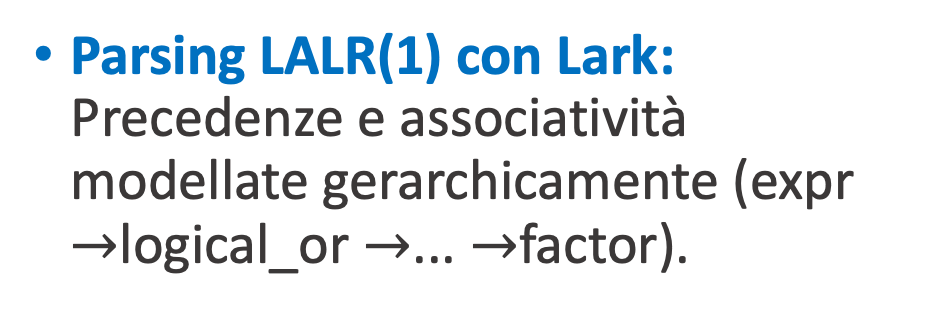 • Parsing LALR(1) con Lark:
Precedenze e associatività
modellate gerarchicamente (expr
→logical_or →... →factor).